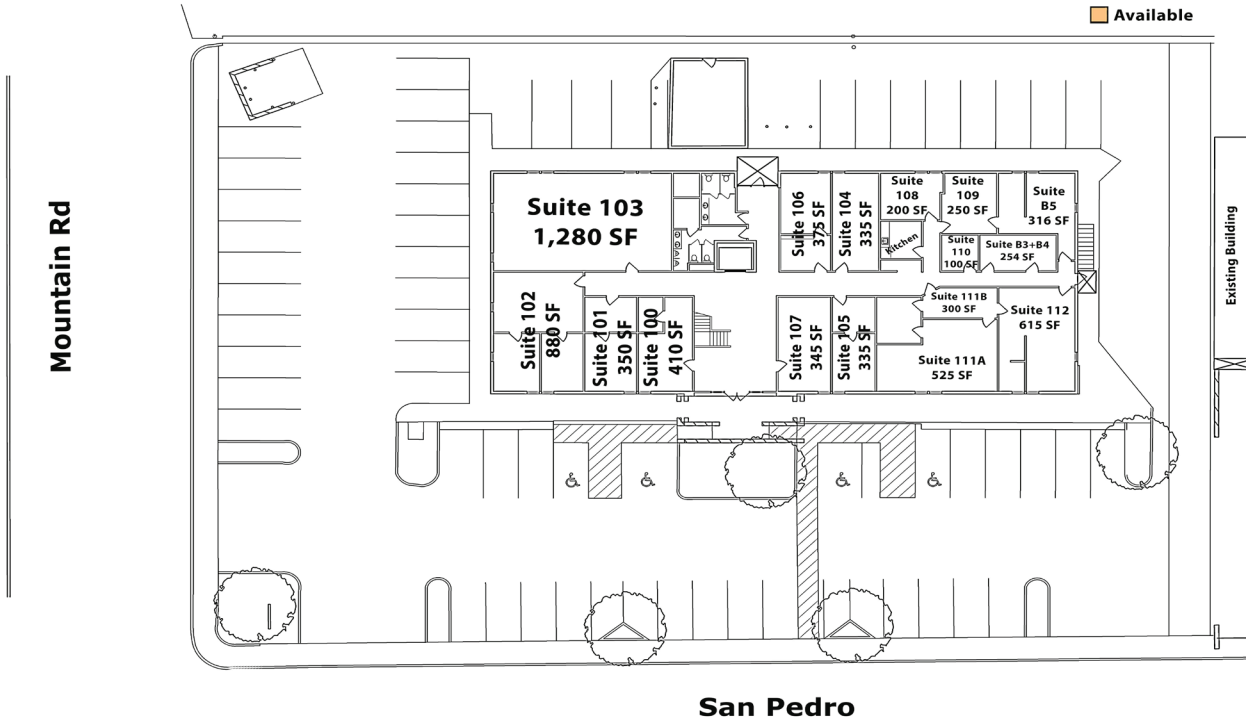 Available
Mountain Rd
Suite 103
1,280 SF
Suite 106
375 SF
Suite 104
335 SF
Suite
108
200 SF
Kitchen
Suite
109
250 SF
Suite
B5
316 SF
Suite
110
100 SF
Suite B3+B4
254 SF
Existing Building
Suite 102
880 SF
Suite 101
350 SF
Suite 100
410 SF
Suite 107
345 SF
Suite 105
335 SF
Suite 111B
300 SF
Suite 111A
525 SF
Suite 112
615 SF
San Pedro